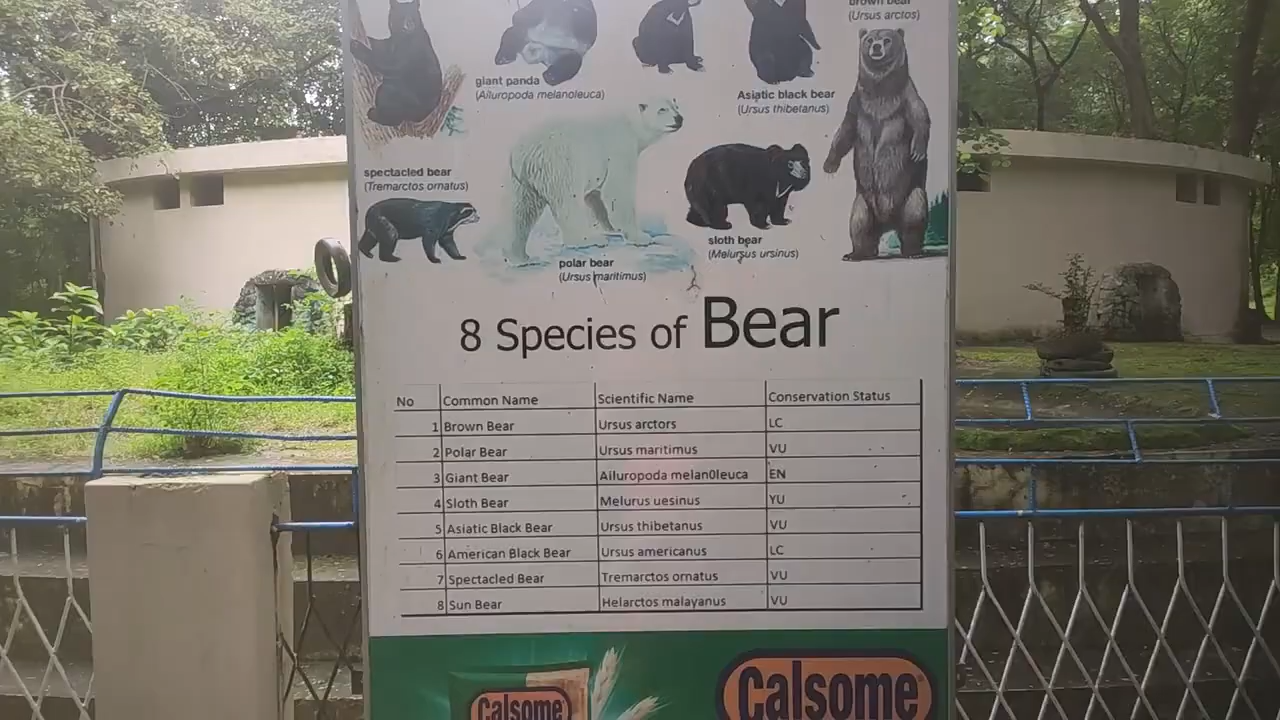 brown bear
(Ursus arctos)
giant panda
(Ailuropoda melanoleuca)
Asiatic black bear
(Ursus thibetanus)
spectacled bear
(Tremarctos ornatus)
sloth bear
(Melursus ursinus)
polar bear
(Ursus maritimus)
8 Species of Bear
No Common Name Scientific Name Conservation Status
1 Brown Bear Ursus arctors LC
2 Polar Bear Ursus maritimus VU
3 Giant Bear Ailuropoda melan0leuca EN
4 Sloth Bear Melurus uesinus YU
5 Asiatic Black Bear Ursus thibetanus VU
6 American Black Bear Ursus americanus LC
7 Spectacled Bear Tremarctos ornatus VU
8 Sun Bear Helarctos malayanus VU
Calsome
Calsome